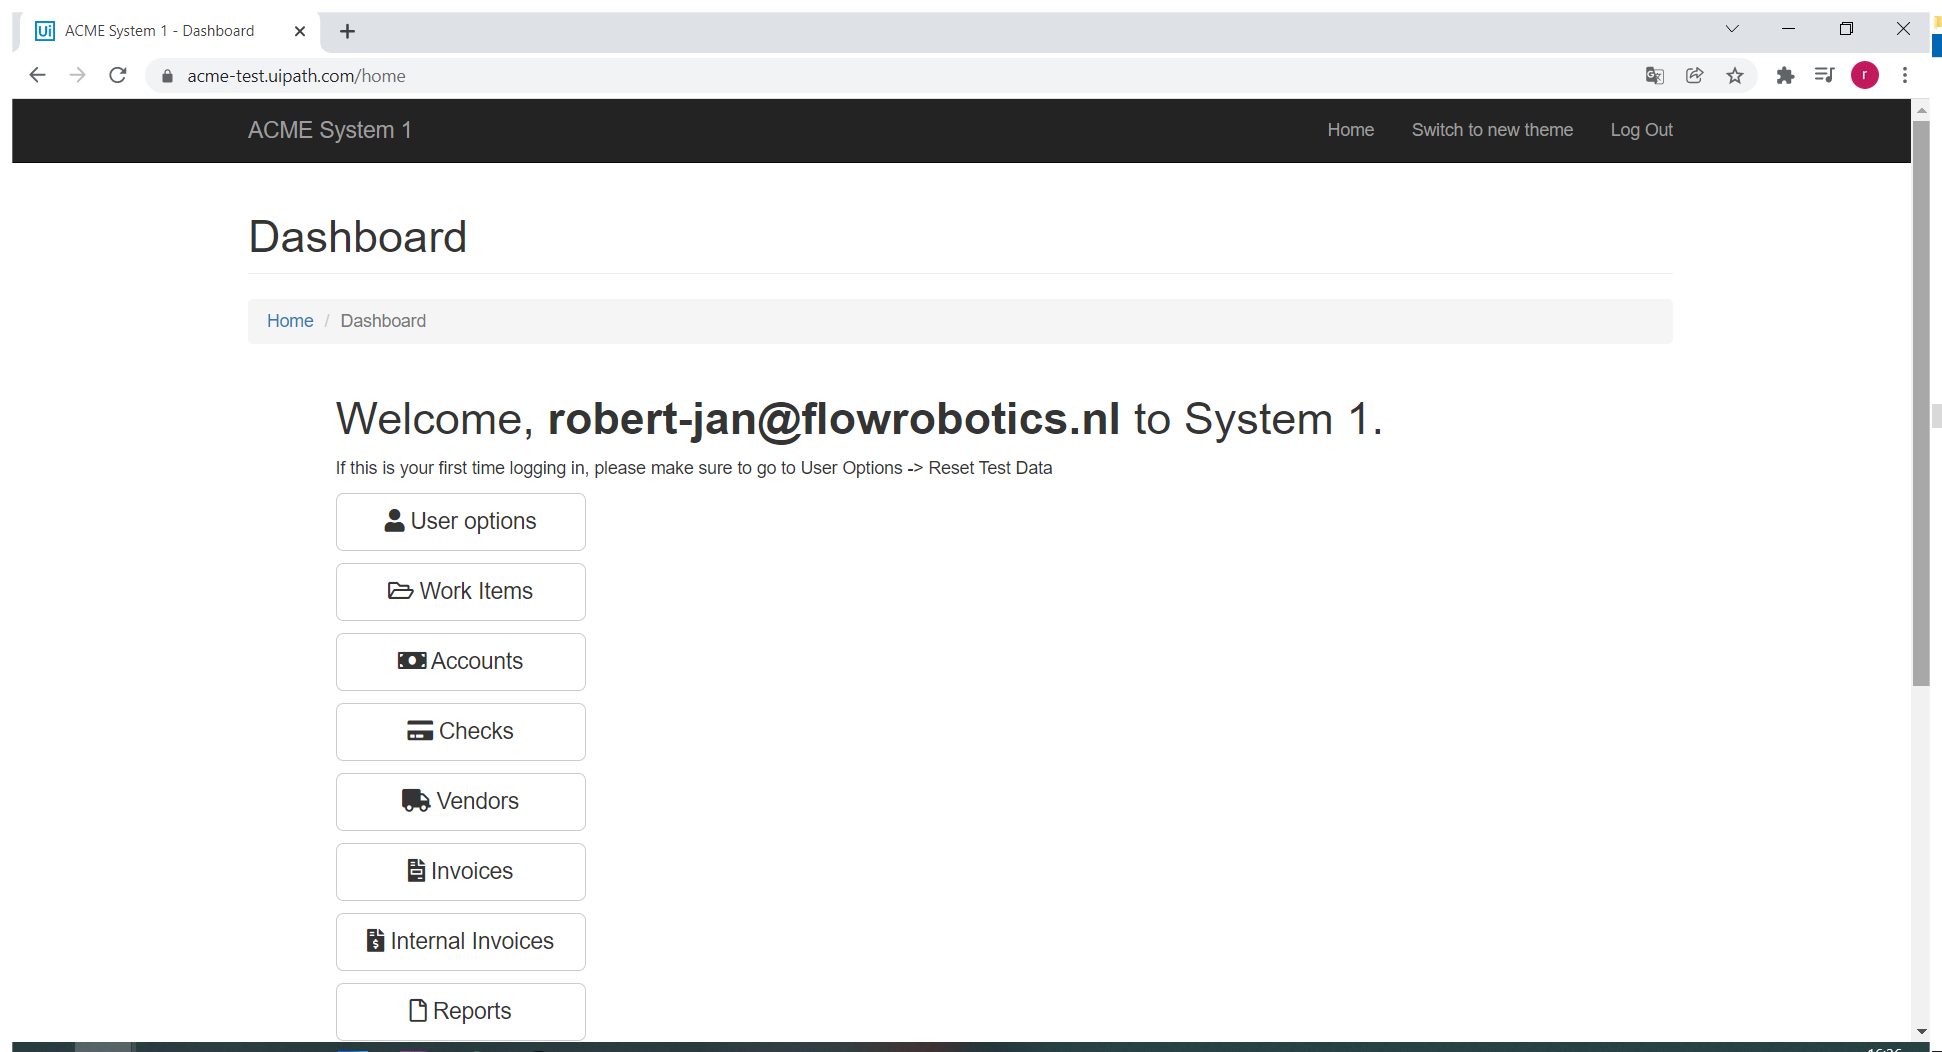 Ui ACME System 1 - Dashboard
acme-test.uipath.com/home
r
ACME System 1 Home Switch to new theme Log Out
Dashboard
Home / Dashboard
Welcome, robert-jan@flowrobotics.nl to System 1.
If this is your first time logging in, please make sure to go to User Options -> Reset Test Data
User options
Work Items
Accounts
Checks
Vendors
Invoices
Internal Invoices
Reports